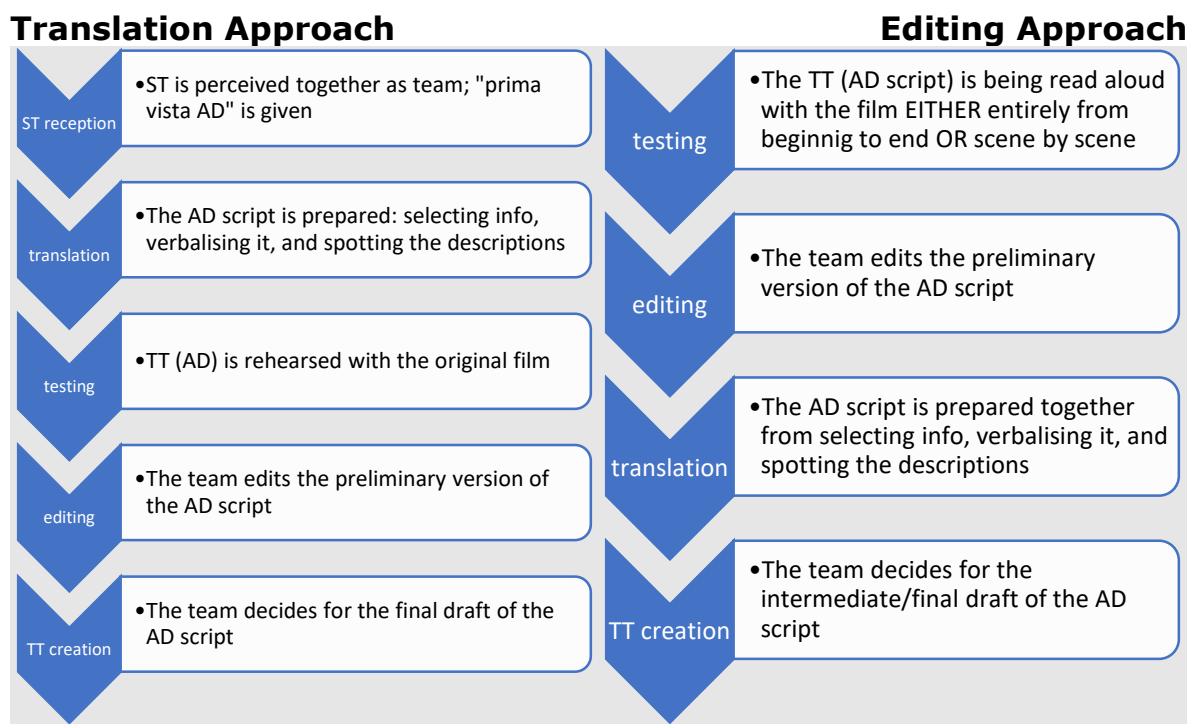 Translation Approach
ST reception
•ST is perceived together as team; "prima
vista AD" is given
translation
•The AD script is prepared: selecting info,
verbalising it, and spotting the descriptions
testing
•TT (AD) is rehearsed with the original film
editing
•The team edits the preliminary version of
the AD script
TT creation
•The team decides for the final draft of the
AD script
Editing Approach
testing
•The TT (AD script) is being read aloud
with the film EITHER entirely from
beginnig to end OR scene by scene
editing
•The team edits the preliminary
version of the AD script
translation
•The AD script is prepared together
from selecting info, verbalising it, and
spotting the descriptions
TT creation
•The team decides for the
intermediate/final draft of the AD
script